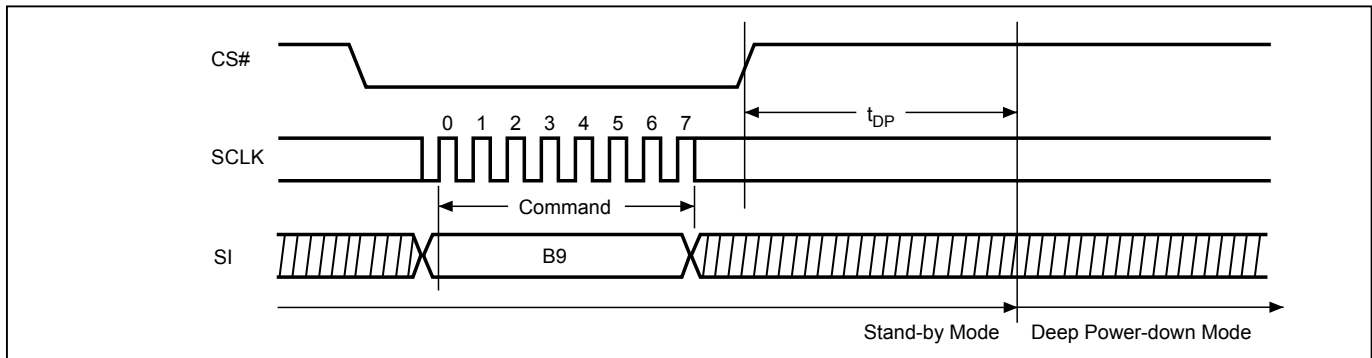 CS#
t_DP
0 1 2 3 4 5 6 7
SCLK
Command
SI
B9
Stand-by Mode
Deep Power-down Mode